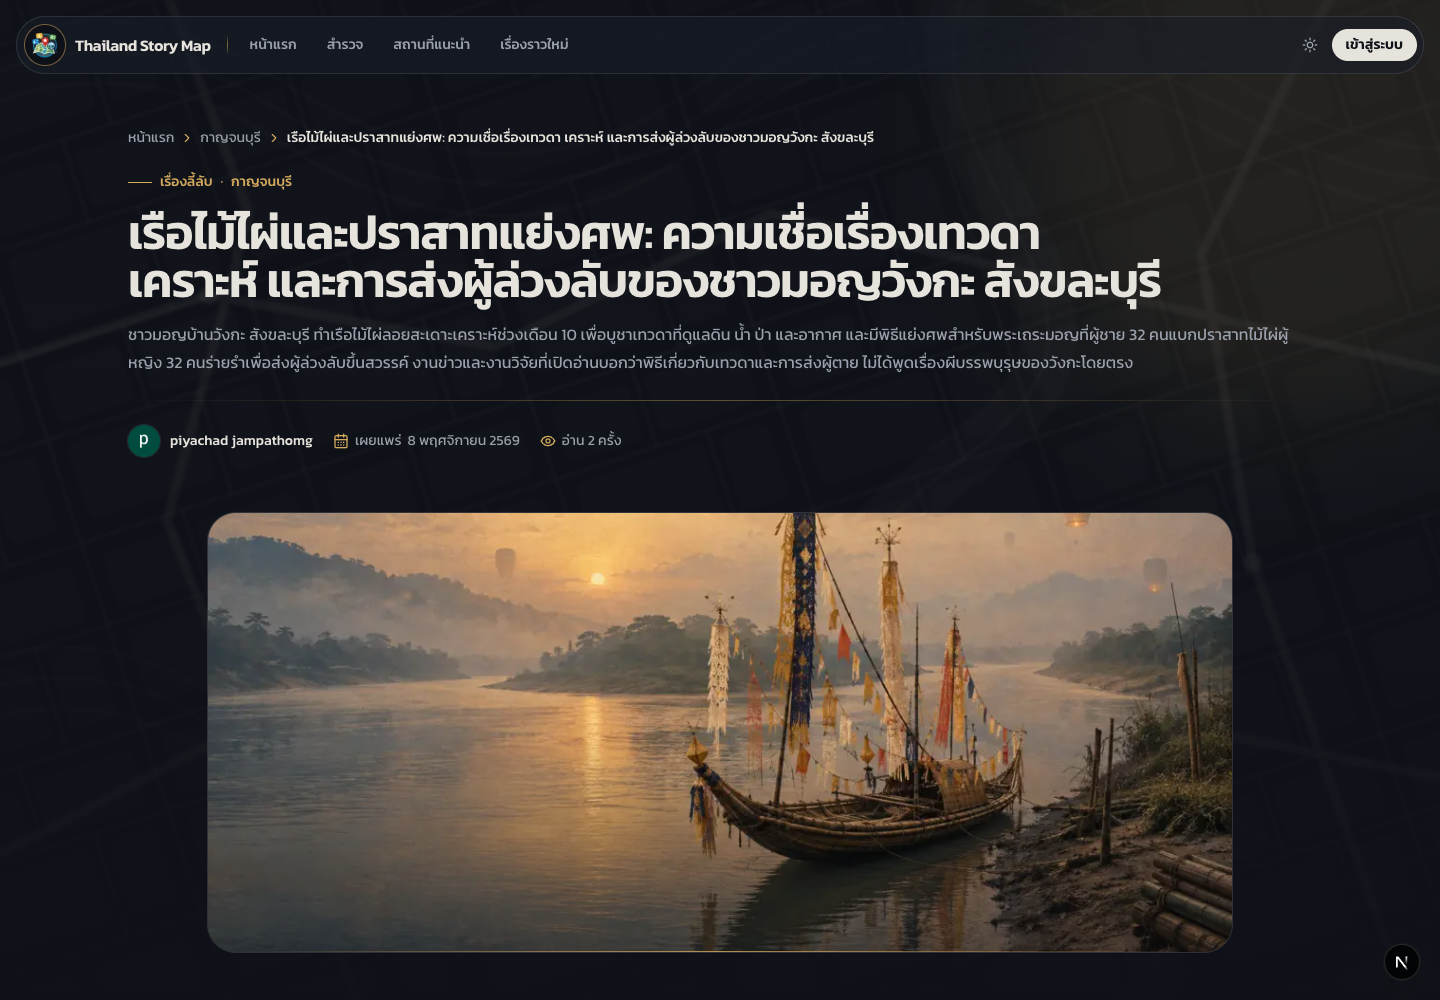 Thailand Story Map
หน้าแรก
สำรวจ
สถานที่แนะนำ
เรื่องราวใหม่
เข้าสู่ระบบ
หน้าแรก > กาญจนบุรี > เรือไม้ไผ่และปราสาทแย่งศพ: ความเชื่อเรื่องเทวดา เคราะห์ และการส่งผู้ล่วงลับของชาวมอญวังกะ สังขละบุรี
เรื่องลี้ลับ · กาญจนบุรี
เรือไม้ไผ่และปราสาทแย่งศพ: ความเชื่อเรื่องเทวดา
เคราะห์ และการส่งผู้ล่วงลับของชาวมอญวังกะ สังขละบุรี
ชาวมอญบ้านวังกะ สังขละบุรี ทำเรือไม้ไผ่ลอยสะเดาะเคราะห์ช่วงเดือน 10 เพื่อบูชาเทวดาที่ดูแลดิน น้ำ ป่า และอากาศ และมีพิธีแย่งศพสำหรับพระเถระมอญที่ผู้ชาย 32 คนแบกปราสาทไม้ไผ่ผู้
หญิง 32 คนร่ายรำเพื่อส่งผู้ล่วงลับขึ้นสวรรค์ งานข่าวและงานวิจัยที่เปิดอ่านบอกว่าพิธีเกี่ยวกับเทวดาและการส่งผู้ตาย ไม่ได้พูดเรื่องผีบรรพบุรุษของวังกะโดยตรง
p
piyachad jampathomg
เผยแพร่ 8 พฤศจิกายน 2569
อ่าน 2 ครั้ง
N